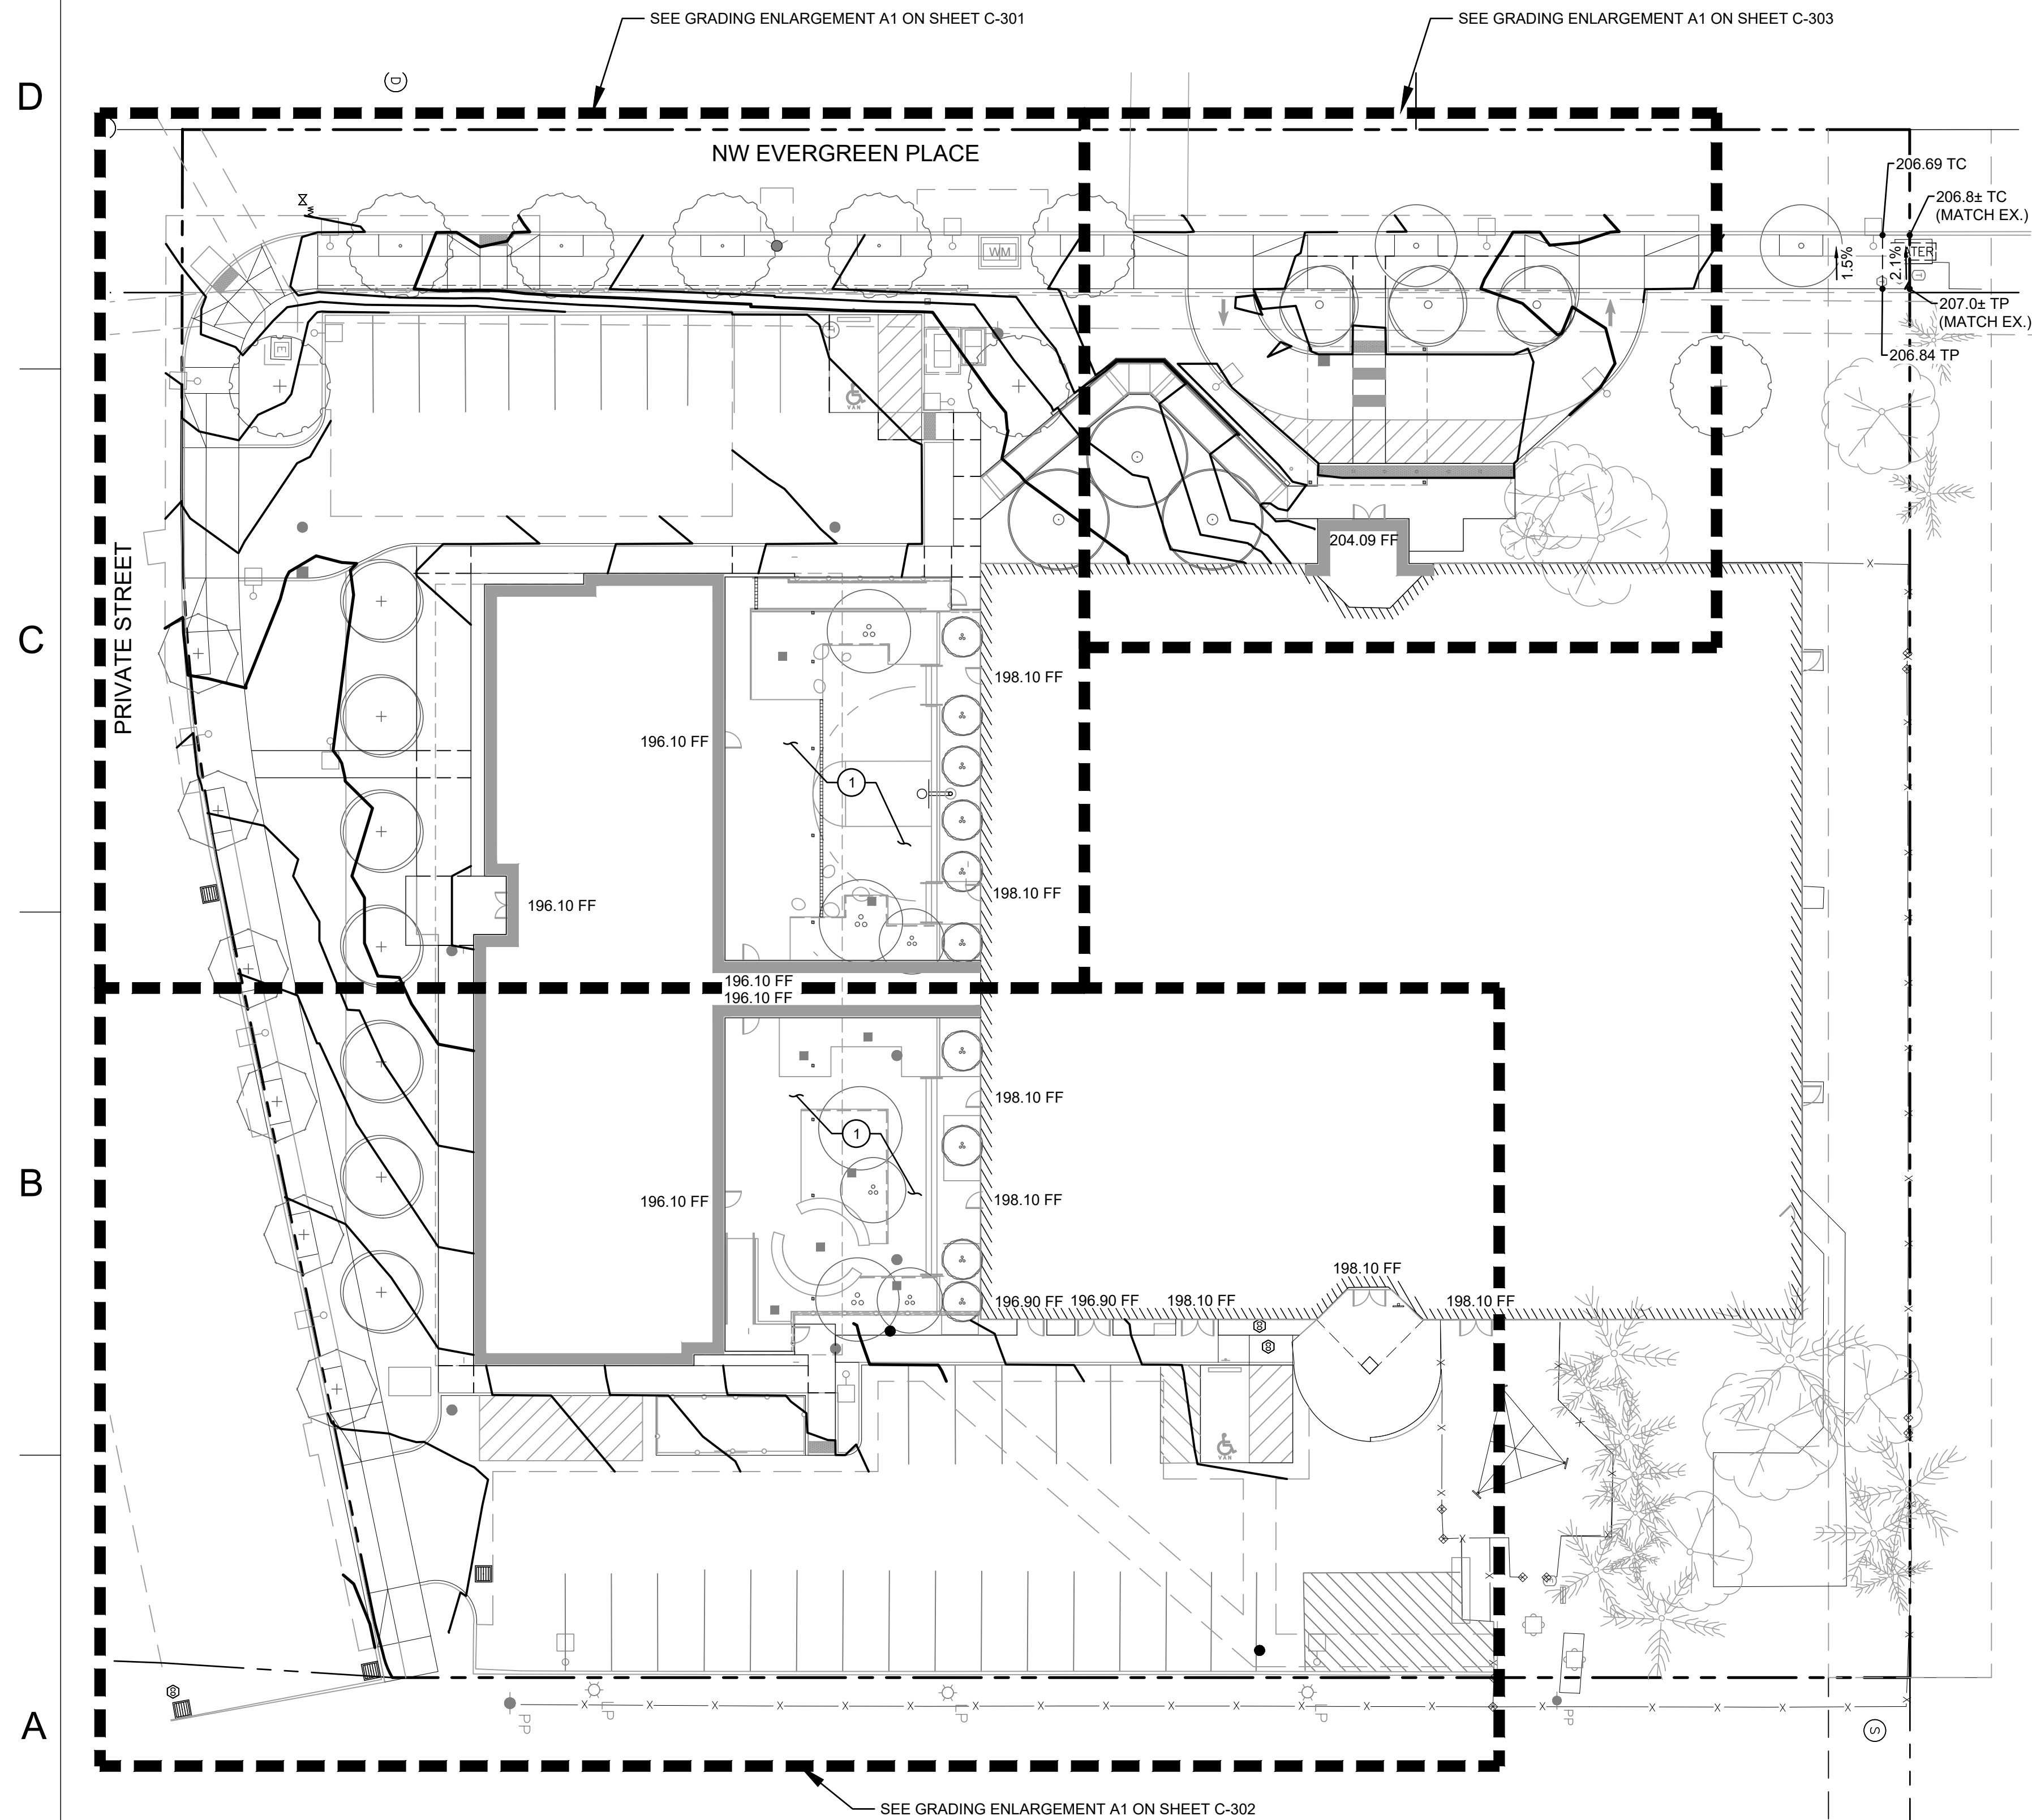 SEE GRADING ENLARGEMENT A1 ON SHEET C-301
SEE GRADING ENLARGEMENT A1 ON SHEET C-303
D
D
NW EVERGREEN PLACE
206.69 TC
206.8± TC
(MATCH EX.)
WM
1.5%
2.1%
207.0± TP
(MATCH EX.)
206.84 TP
E
VAN
204.09 FF
PRIVATE STREET
C
198.10 FF
196.10 FF
1
198.10 FF
196.10 FF
196.10 FF
196.10 FF
198.10 FF
1
B
196.10 FF
198.10 FF
198.10 FF
196.90 FF
196.90 FF
198.10 FF
198.10 FF
VAN
PP
LP
LP
LP
PP
A
S
SEE GRADING ENLARGEMENT A1 ON SHEET C-302